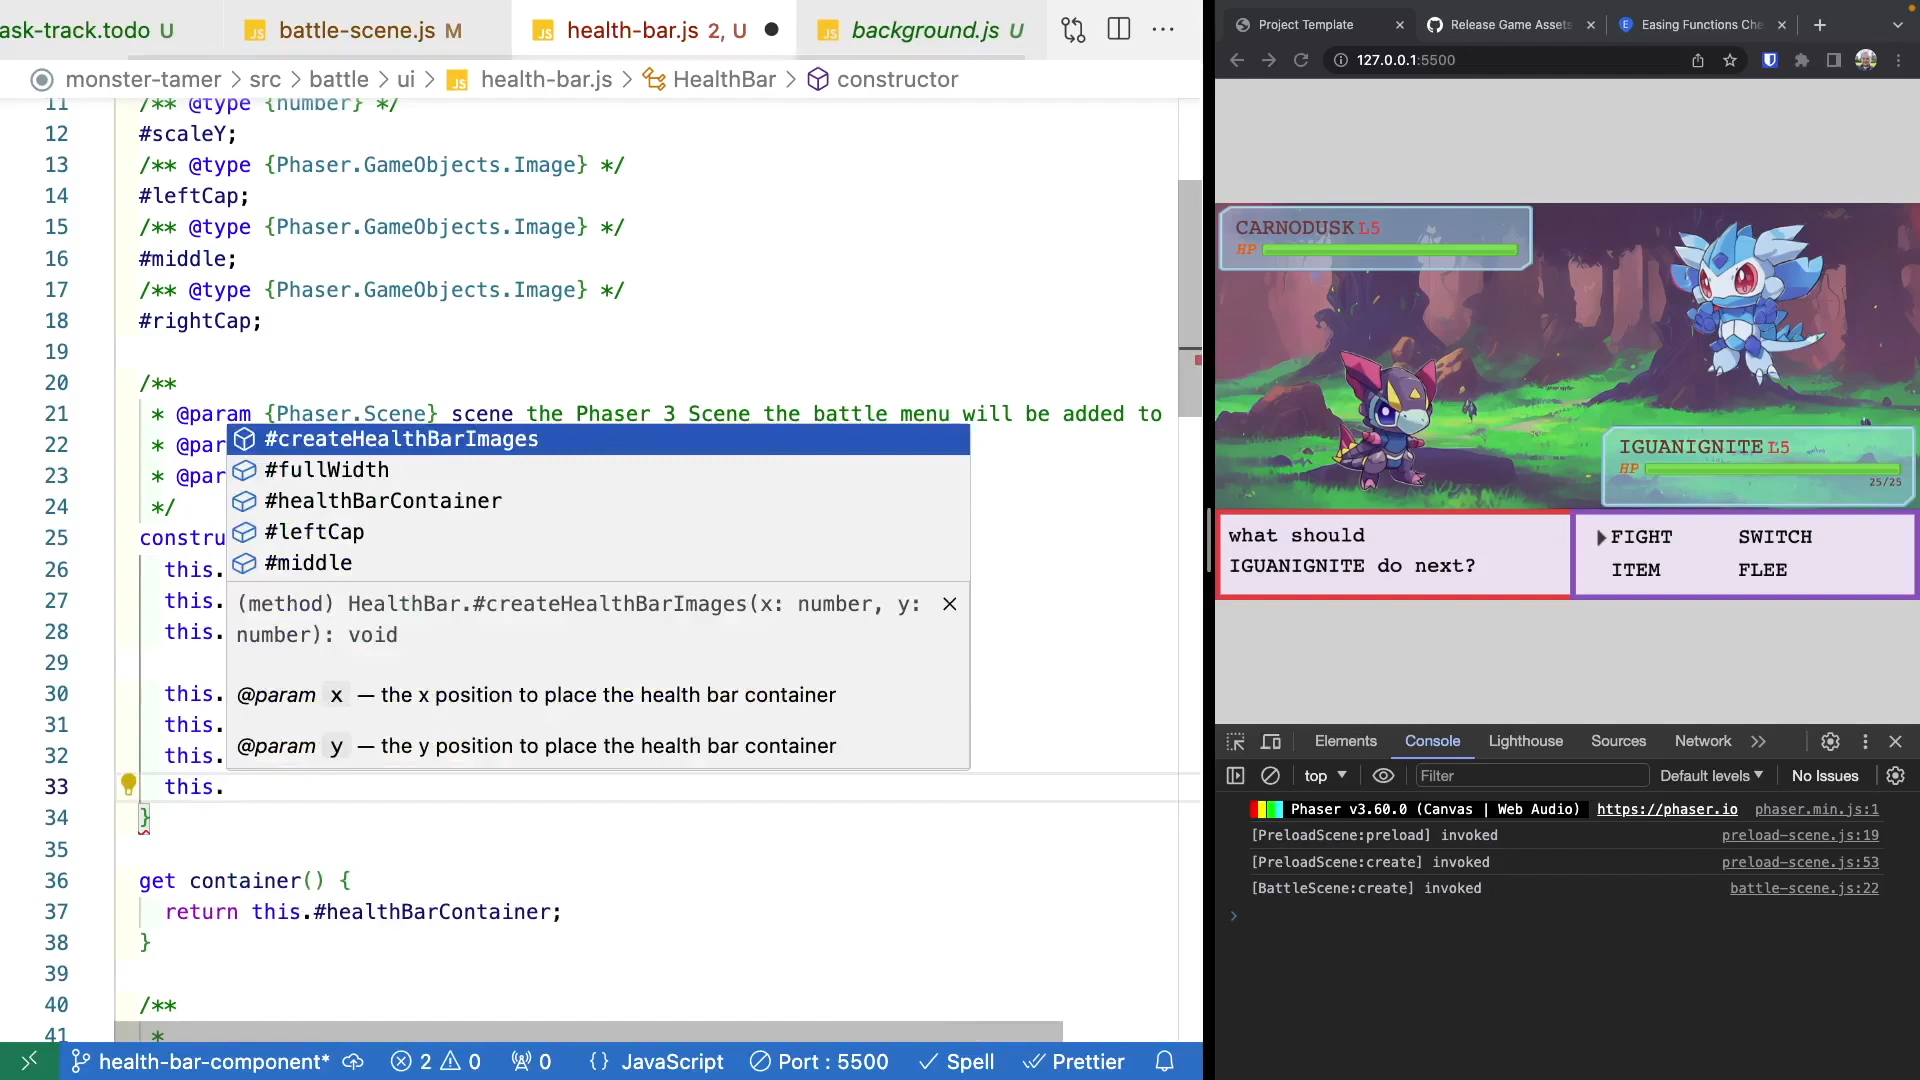 ask-track.todo U
battle-scene.js M
health-bar.js 2, U
background.js U
monster-tamer > src > battle > ui > health-bar.js > HealthBar > constructor
11 /** @type {number} */
12 #scaleY;
13 /** @type {Phaser.GameObjects.Image} */
14 #leftCap;
15 /** @type {Phaser.GameObjects.Image} */
16 #middle;
17 /** @type {Phaser.GameObjects.Image} */
18 #rightCap;
19
20 /**
21 * @param {Phaser.Scene} scene the Phaser 3 Scene the battle menu will be added to
22 * @par
23 * @par
24 */
25 constru
26 this.
27 this.
28 this.
29
30 this.
31 this.
32 this.
33 this.
34 }
35
36 get container() {
37 return this.#healthBarContainer;
38 }
39
40 /**
41 *
#createHealthBarImages
#fullWidth
#healthBarContainer
#leftCap
#middle
(method) HealthBar.#createHealthBarImages(x: number, y:
number): void
@param x — the x position to place the health bar container
@param y — the y position to place the health bar container
health-bar-component* 2 0 0 {} JavaScript Port : 5500 Spell Prettier
Project Template
Release Game Assets
Easing Functions Che
127.0.0.1:5500
CARNODUSK L5
HP
IGUANIGNITE L5
HP
25/25
what should
IGUANIGNITE do next?
FIGHT SWITCH
ITEM FLEE
Elements Console Lighthouse Sources Network
top Filter Default levels No Issues
Phaser v3.60.0 (Canvas | Web Audio) https://phaser.io phaser.min.js:1
[PreloadScene:preload] invoked preload-scene.js:19
[PreloadScene:create] invoked preload-scene.js:53
[BattleScene:create] invoked battle-scene.js:22